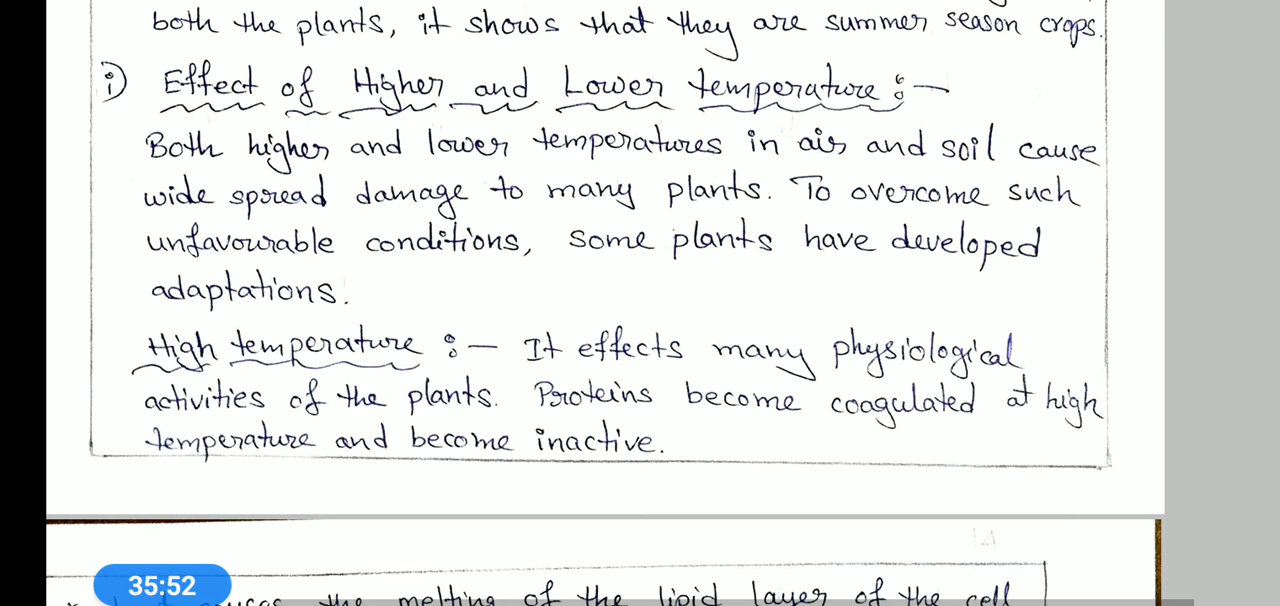 both the plants, it shows that they are summer season crops.
i) Effect of Higher and Lower temperature :-
Both higher and lower temperatures in air and soil cause
wide spread damage to many plants. To overcome such
unfavourable conditions, some plants have developed
adaptations.
High temperature :- It effects many physiological
activities of the plants. Proteins become coagulated at high
temperature and become inactive.
35:52
the melting of the lipid layer of the cell